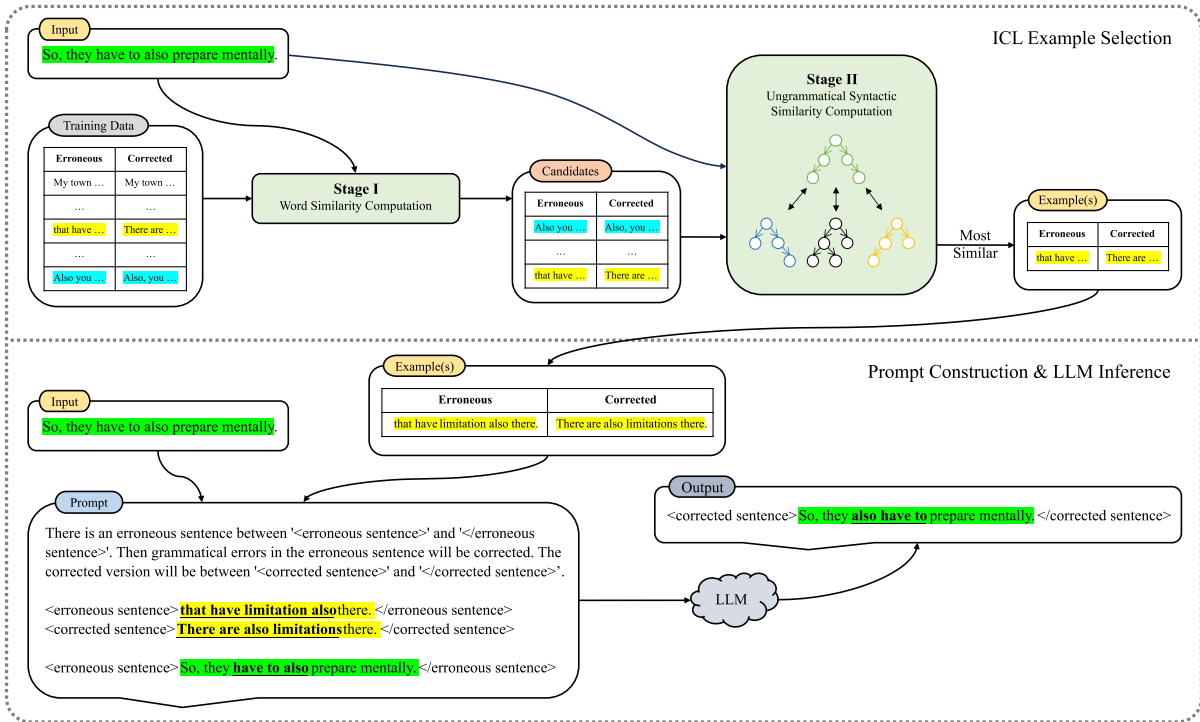 ICL Example Selection
Input
So, they have to also prepare mentally.
Training Data
Erroneous Corrected
My town … My town …
… …
that have … There are …
… …
Also you … Also, you …
Stage I
Word Similarity Computation
Candidates
Erroneous Corrected
Also you … Also, you …
… …
that have … There are …
Stage II
Ungrammatical Syntactic
Similarity Computation
Most
Similar
Example(s)
Erroneous Corrected
that have … There are …
Prompt Construction & LLM Inference
Input
So, they have to also prepare mentally.
Example(s)
Erroneous Corrected
that have limitation also there. There are also limitations there.
Prompt
There is an erroneous sentence between '<erroneous sentence>' and '</erroneous
sentence>'. Then grammatical errors in the erroneous sentence will be corrected. The
corrected version will be between '<corrected sentence>' and '</corrected sentence>’.
<erroneous sentence> that have limitation also there. </erroneous sentence>
<corrected sentence> There are also limitations there. </corrected sentence>
<erroneous sentence> So, they have to also prepare mentally. </erroneous sentence>
LLM
Output
<corrected sentence> So, they also have to prepare mentally. </corrected sentence>